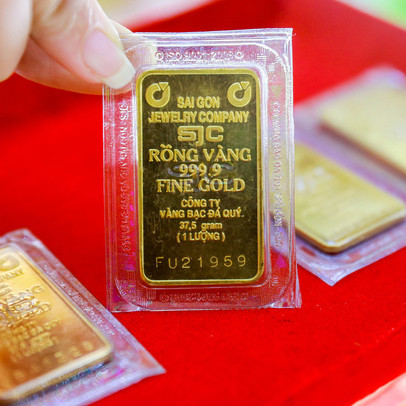 SAI GON
JEWELRY COMPANY
SJC
RỒNG VÀNG
999.9
FINE GOLD
CÔNG TY
VÀNG BẠC ĐÁ QUÝ.
37,5 gram
(1 LƯỢNG)
FU21959